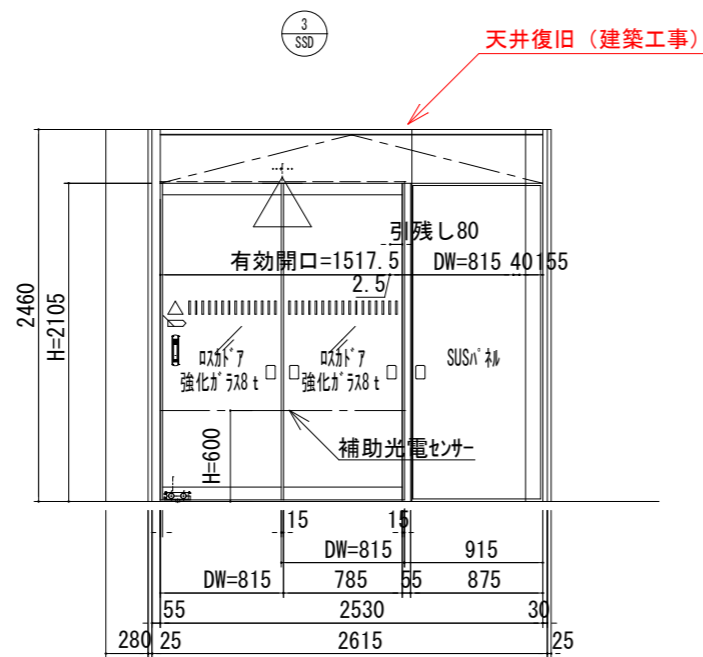 3
SSD
天井復旧（建築工事）
引残し80
有効開口=1517.5
DW=815
40
155
2.5
2460
H=2105
ﾛｽｶﾄﾞｱ
強化ｶﾞﾗｽ8ｔ
ﾛｽｶﾄﾞｱ
強化ｶﾞﾗｽ8ｔ
SUSﾊﾟﾈﾙ
H=600
補助光電ｾﾝｻｰ
15
15
DW=815
915
DW=815
785
55
875
55
2530
30
280
25
2615
25